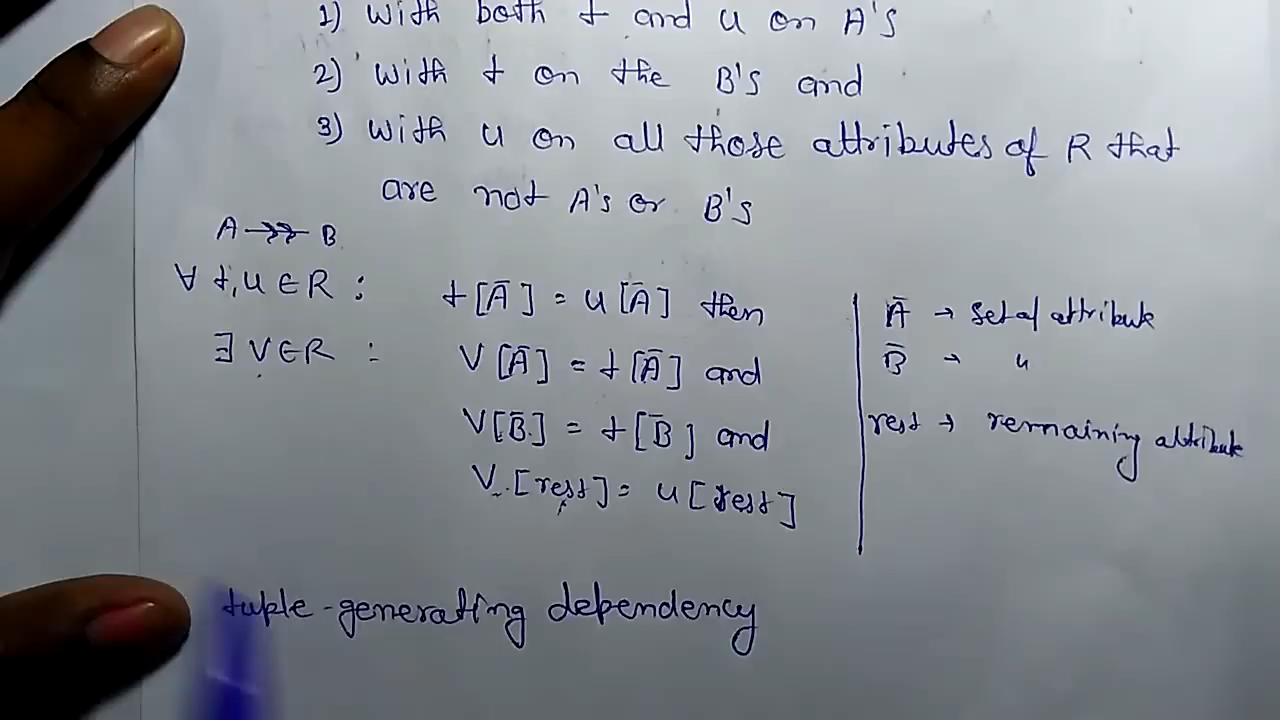 1) with both t and u on A's
2) with t on the B's and
3) with u on all those attributes of R that
are not A's or B's
A →→ B
∀ t,u ∈ R : t[Ā] = u[Ā] then
∃ V ∈ R : V[Ā] = t[Ā] and
V[B̄] = t[B̄] and
V[rest] = u[rest]
Ā → Set of attribute
B̄ → u
rest → remaining attribute
tuple-generating dependency